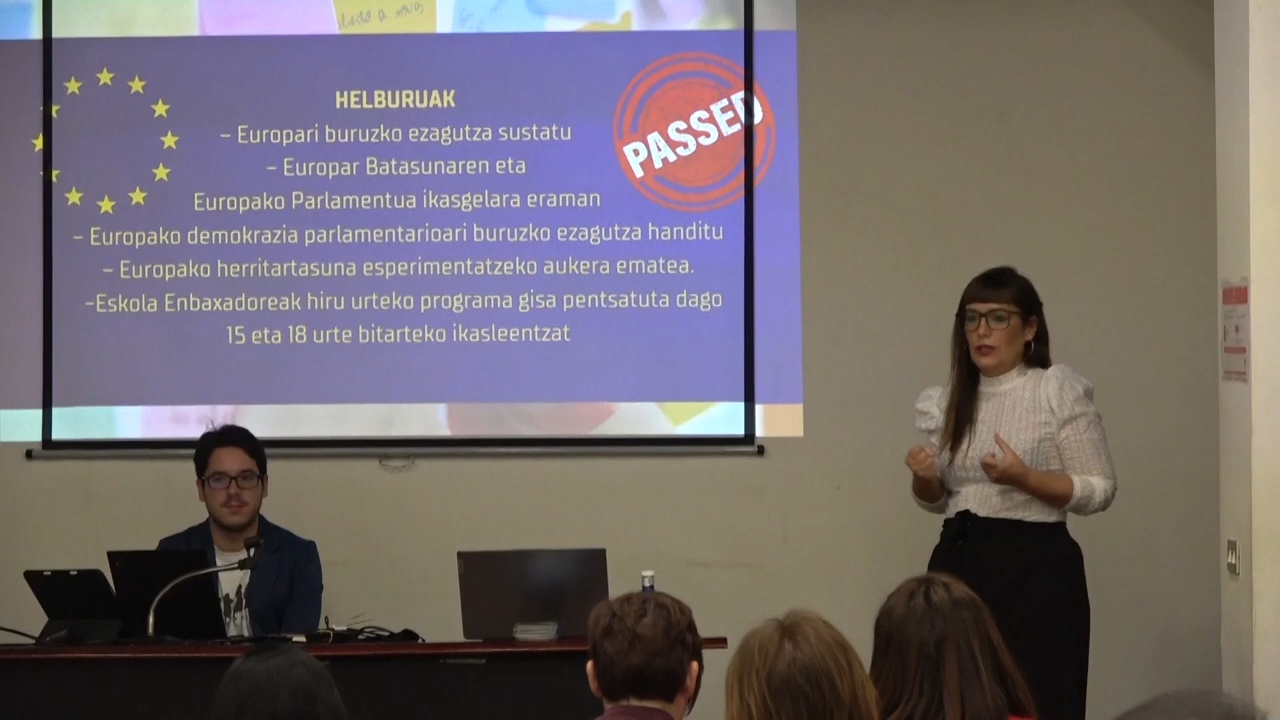 HELBURUAK
– Europari buruzko ezagutza sustatu
– Europar Batasunaren eta
Europako Parlamentua ikasgelara eraman
– Europako demokrazia parlamentarioari buruzko ezagutza handitu
– Europako herritartasuna esperimentatzeko aukera ematea.
–Eskola Enbaxadoreak hiru urteko programa gisa pentsatuta dago
15 eta 18 urte bitarteko ikasleentzat
PASSED